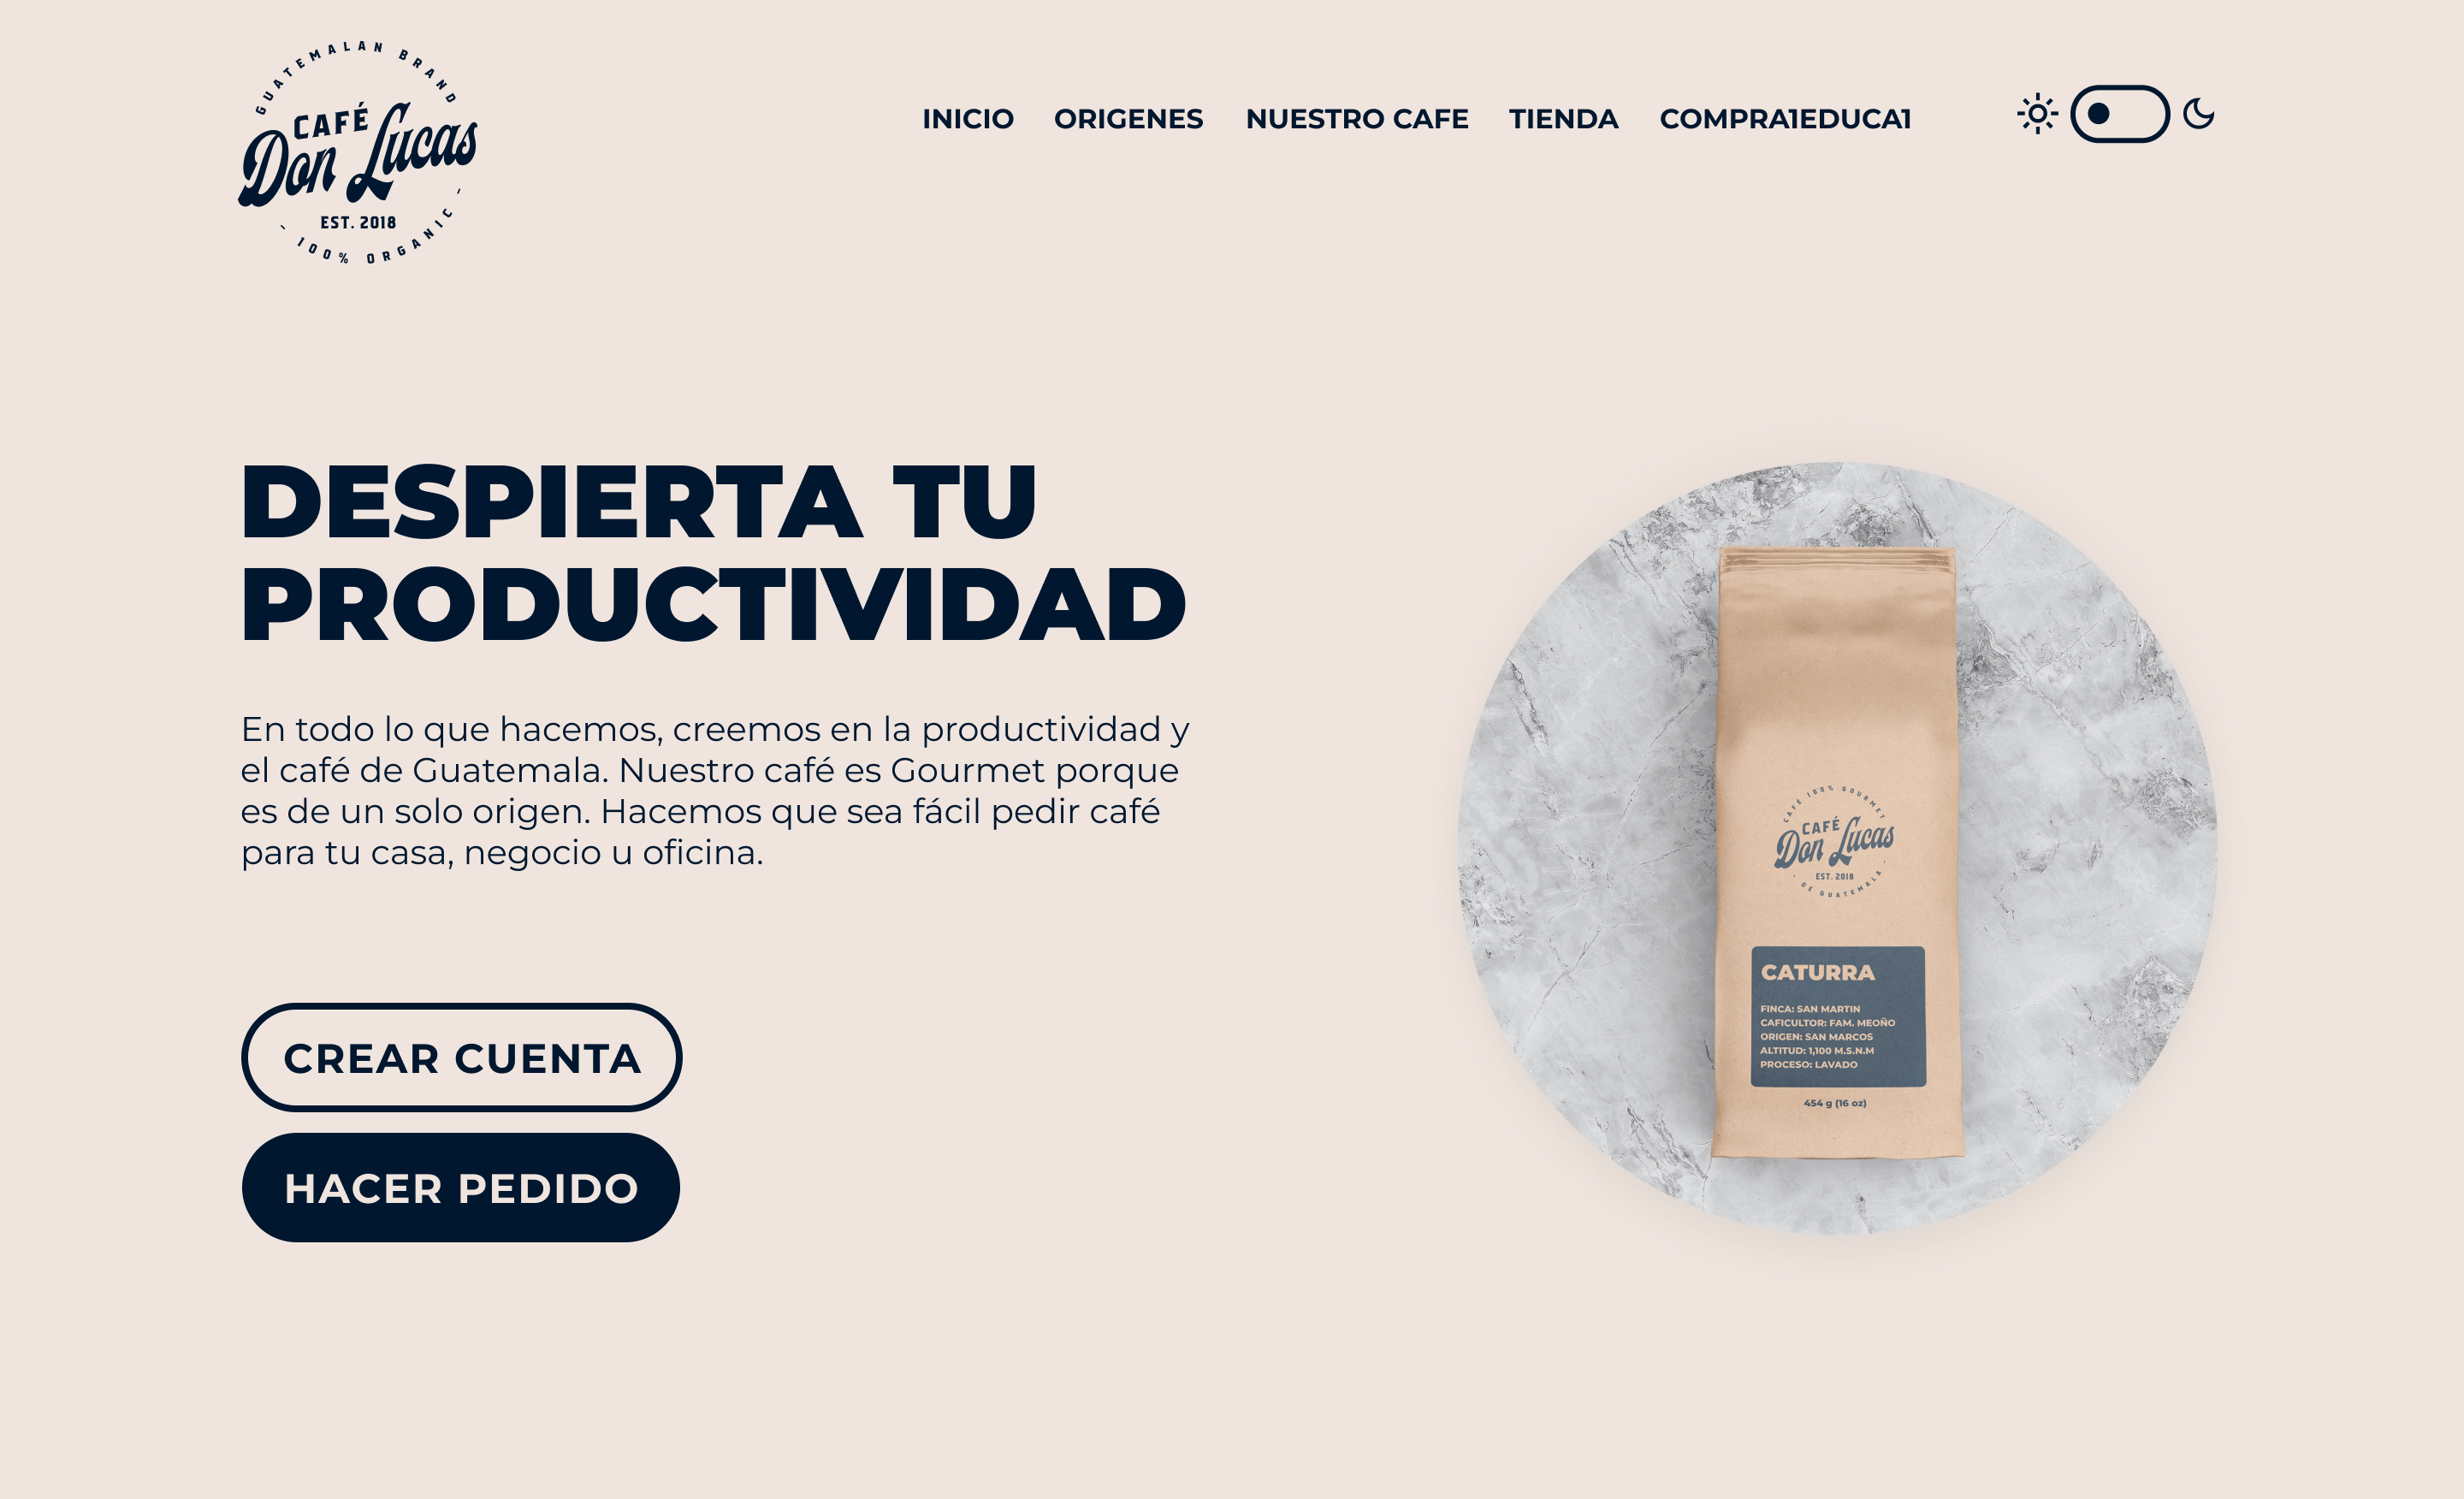 GUATEMALAN BRAND
CAFÉ
Don Lucas
EST. 2018
- 100% ORGANIC -
INICIO ORIGENES NUESTRO CAFE TIENDA COMPRA1EDUCA1
DESPIERTA TU
PRODUCTIVIDAD
En todo lo que hacemos, creemos en la productividad y
el café de Guatemala. Nuestro café es Gourmet porque
es de un solo origen. Hacemos que sea fácil pedir café
para tu casa, negocio u oficina.
CREAR CUENTA
HACER PEDIDO
CAFÉ 100% GOURMET
CAFÉ
Don Lucas
EST. 2018
- DE GUATEMALA -
CATURRA
FINCA: SAN MARTIN
CAFICULTOR: FAM. MEOÑO
ORIGEN: SAN MARCOS
ALTITUD: 1,100 M.S.N.M
PROCESO: LAVADO
454 g (16 oz)